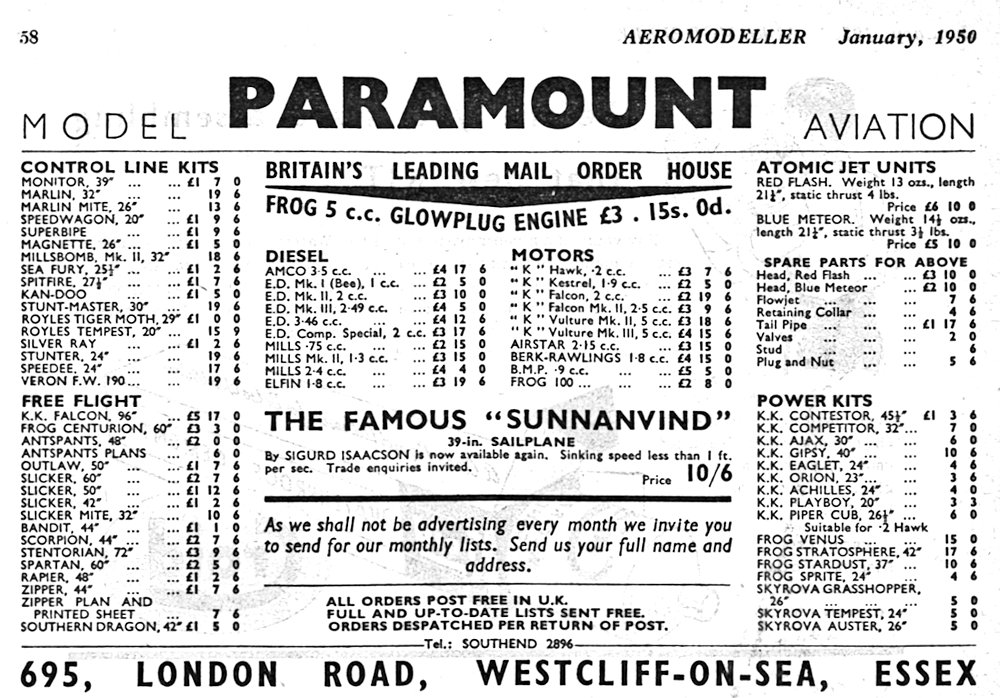 58
AEROMODELLER January, 1950
MODEL PARAMOUNT AVIATION
CONTROL LINE KITS
MONITOR, 39" ... ... £1 7 0
MARLIN, 32" ... ... 19 6
MARLIN MITE, 26" ... 13 6
SPEEDWAGON, 20" ... £1 9 6
SUPERBIPE ... ... £1 9 6
MAGNETTE, 26" ... ... £1 5 0
MILLSBOMB, Mk. II, 32" 18 6
SEA FURY, 25½" ... ... £1 2 6
SPITFIRE, 27½" ... ... £1 7 6
KAN-DOO ... ... £1 5 0
STUNT-MASTER, 30" ... 19 6
ROYLES TIGER MOTH, 29" £1 0 0
ROYLES TEMPEST, 20" ... 15 9
SILVER RAY ... ... £1 2 6
STUNTER, 24" ... ... 19 6
SPEEDEE, 24" ... ... 17 6
VERON F.W. 190... ... 19 6
FREE FLIGHT
K.K. FALCON, 96" ... £5 17 0
FROG CENTURION, 60" £3 3 0
ANTSPANTS, 48" ... £2 0 0
ANTSPANTS PLANS ... 6 0
OUTLAW, 50" ... ... £1 7 6
SLICKER, 60" ... ... £2 7 6
SLICKER, 50" ... ... £1 12 6
SLICKER, 42" ... ... £1 2 6
SLICKER MITE, 32" ... 10 6
BANDIT, 44" ... ... £1 1 0
SCORPION, 44" ... ... £2 7 6
STENTORIAN, 72" ... £3 9 6
SPARTAN, 60" ... ... £2 5 0
RAPIER, 48" ... ... £1 2 6
ZIPPER, 44" ... ... £1 7 6
ZIPPER PLAN AND
PRINTED SHEET ... 7 6
SOUTHERN DRAGON, 42" £1 5 0
BRITAIN'S LEADING MAIL ORDER HOUSE
FROG 5 c.c. GLOWPLUG ENGINE £3 . 15s. 0d.
DIESEL
AMCO 3·5 c.c. ... ... £4 17 6
E.D. Mk. I (Bee), 1 c.c. ... £2 5 0
E.D. Mk. II, 2 c.c. ... £3 10 0
E.D. Mk. III, 2·49 c.c. ... £4 5 0
E.D. 3·46 c.c. ... ... £4 12 6
E.D. Comp. Special, 2 c.c. £3 17 6
MILLS ·75 c.c. ... ... £2 15 0
MILLS Mk. II, 1·3 c.c. ... £3 15 0
MILLS 2·4 c.c. ... ... £4 4 0
ELFIN 1·8 c.c. ... ... £3 19 6
MOTORS
"K" Hawk, ·2 c.c. ... £3 7 6
"K" Kestrel, 1·9 c.c. ... £2 5 0
"K" Falcon, 2 c.c. ... £2 19 6
"K" Falcon Mk. II, 2·5 c.c. £3 9 6
"K" Vulture Mk. II, 5 c.c. £3 18 6
"K" Vulture Mk. III, 5 c.c. £4 15 6
AIRSTAR 2·15 c.c. ... £3 15 0
BERK-RAWLINGS 1·8 c.c. £4 15 0
B.M.P. ·9 c.c. ... ... £5 5 0
FROG 100 ... ... ... £2 8 0
THE FAMOUS "SUNNANVIND"
39-in. SAILPLANE
By SIGURD ISAACSON is now available again. Sinking speed less than 1 ft.
per sec. Trade enquiries invited.
Price 10/6
As we shall not be advertising every month we invite you
to send for our monthly lists. Send us your full name and
address.
ALL ORDERS POST FREE IN U.K.
FULL AND UP-TO-DATE LISTS SENT FREE.
ORDERS DESPATCHED PER RETURN OF POST.
ATOMIC JET UNITS
RED FLASH. Weight 13 ozs., length
21½", static thrust 4 lbs.
Price £6 10 0
BLUE METEOR. Weight 14½ ozs.,
length 21½", static thrust 3½ lbs.
Price £5 10 0
SPARE PARTS FOR ABOVE
Head, Red Flash ... ... £3 10 0
Head, Blue Meteor ... £2 10 0
Flowjet ... ... ... 7 6
Retaining Collar ... ... 4 6
Tail Pipe ... ... ... £1 17 6
Valves ... ... ... 2 0
Stud ... ... ... 6
Plug and Nut ... ... 5 6
POWER KITS
K.K. CONTESTOR, 45½" £1 3 6
K.K. COMPETITOR, 32"... 7 0
K.K. AJAX, 30" ... ... 6 0
K.K. GIPSY, 40" ... ... 10 6
K.K. EAGLET, 24" ... 4 6
K.K. ORION, 23"... ... 3 6
K.K. ACHILLES, 24" ... 4 0
K.K. PLAYBOY, 20" ... 3 3
K.K. PIPER CUB, 26½" ... 6 0
Suitable for ·2 Hawk
FROG VENUS ... ... 15 0
FROG STRATOSPHERE, 42" 17 6
FROG STARDUST, 37" ... 10 6
FROG SPRITE, 24" ... 4 6
SKYROVA GRASSHOPPER,
26" ... ... ... 5 0
SKYROVA TEMPEST, 24" 5 0
SKYROVA AUSTER, 26" 5 0
Tel.: SOUTHEND 2896
695, LONDON ROAD, WESTCLIFF-ON-SEA, ESSEX